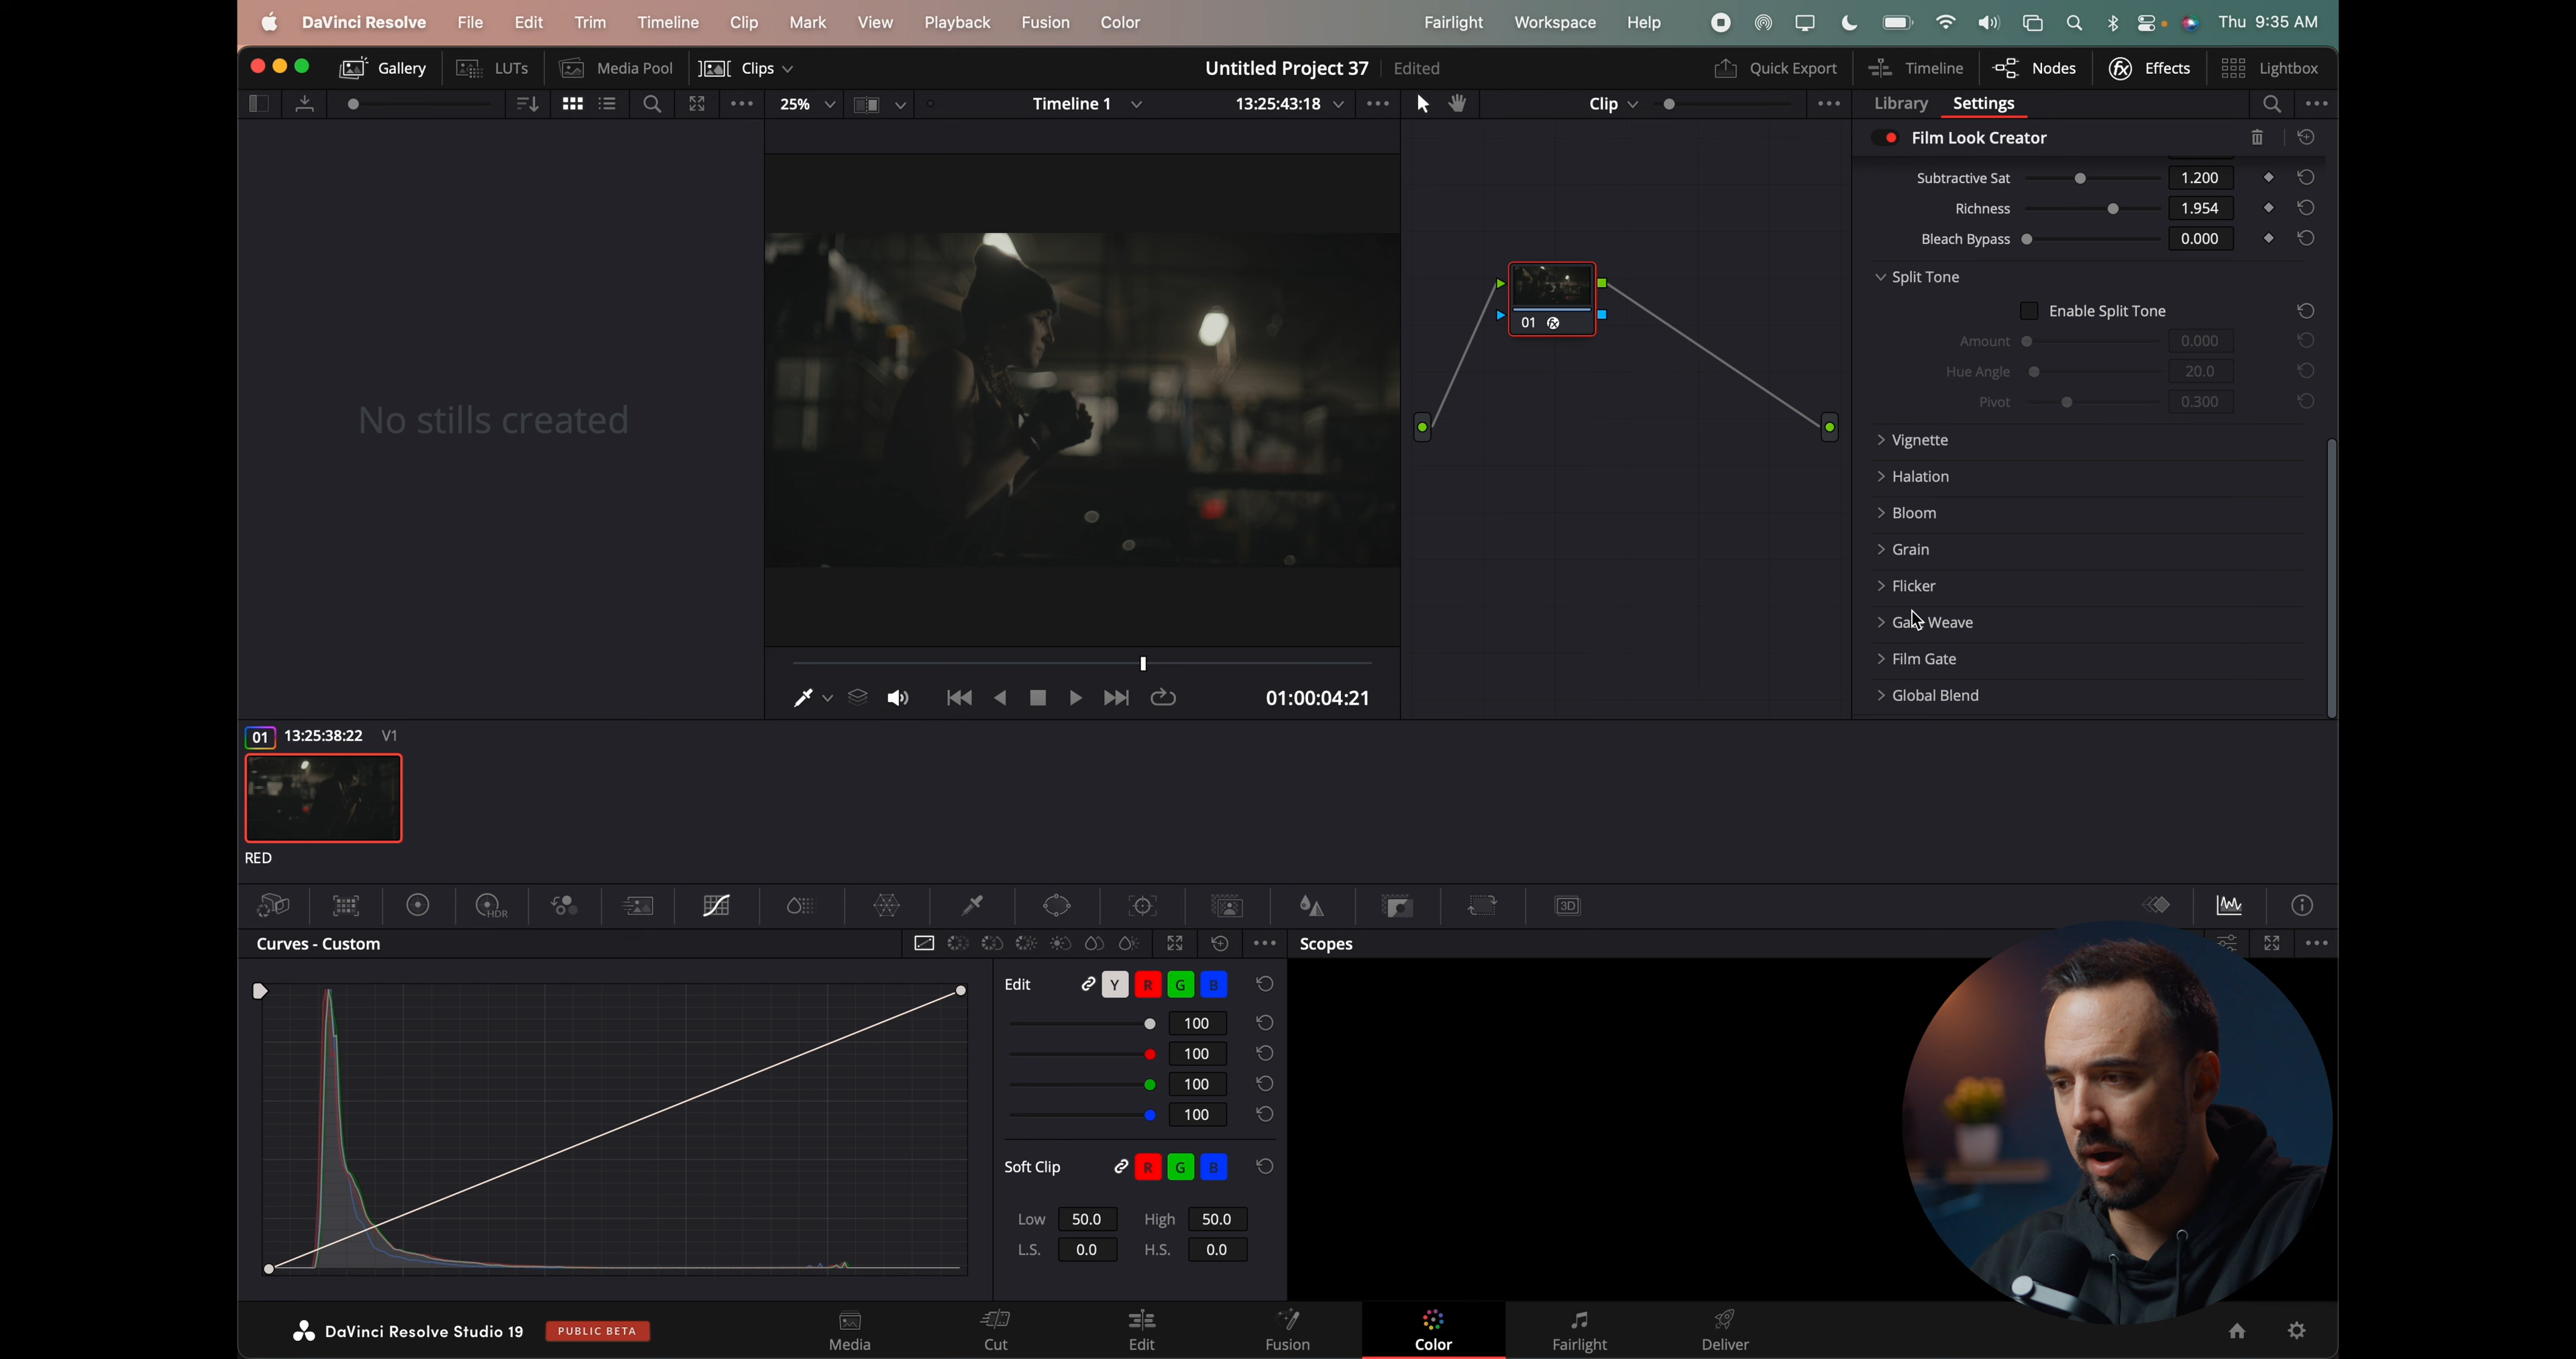 DaVinci Resolve File Edit Trim Timeline Clip Mark View Playback Fusion Color Fairlight Workspace Help Thu 9:35 AM
Gallery LUTs Media Pool Clips Untitled Project 37 Edited Quick Export Timeline Nodes Effects Lightbox
25% Timeline 1 13:25:43:18 Clip Library Settings
Film Look Creator
Subtractive Sat 1.200
Richness 1.954
Bleach Bypass 0.000
Split Tone
Enable Split Tone
Amount 0.000
Hue Angle 20.0
Pivot 0.300
No stills created
01
Vignette
Halation
Bloom
Grain
Flicker
Weave
Film Gate
Global Blend
01:00:04:21
01 13:25:38:22 V1
RED
HDR
3D
Curves - Custom
Scopes
Edit Y R G B
100
100
100
100
Soft Clip R G B
Low 50.0 High 50.0
L.S. 0.0 H.S. 0.0
DaVinci Resolve Studio 19 PUBLIC BETA
Media Cut Edit Fusion Color Fairlight Deliver